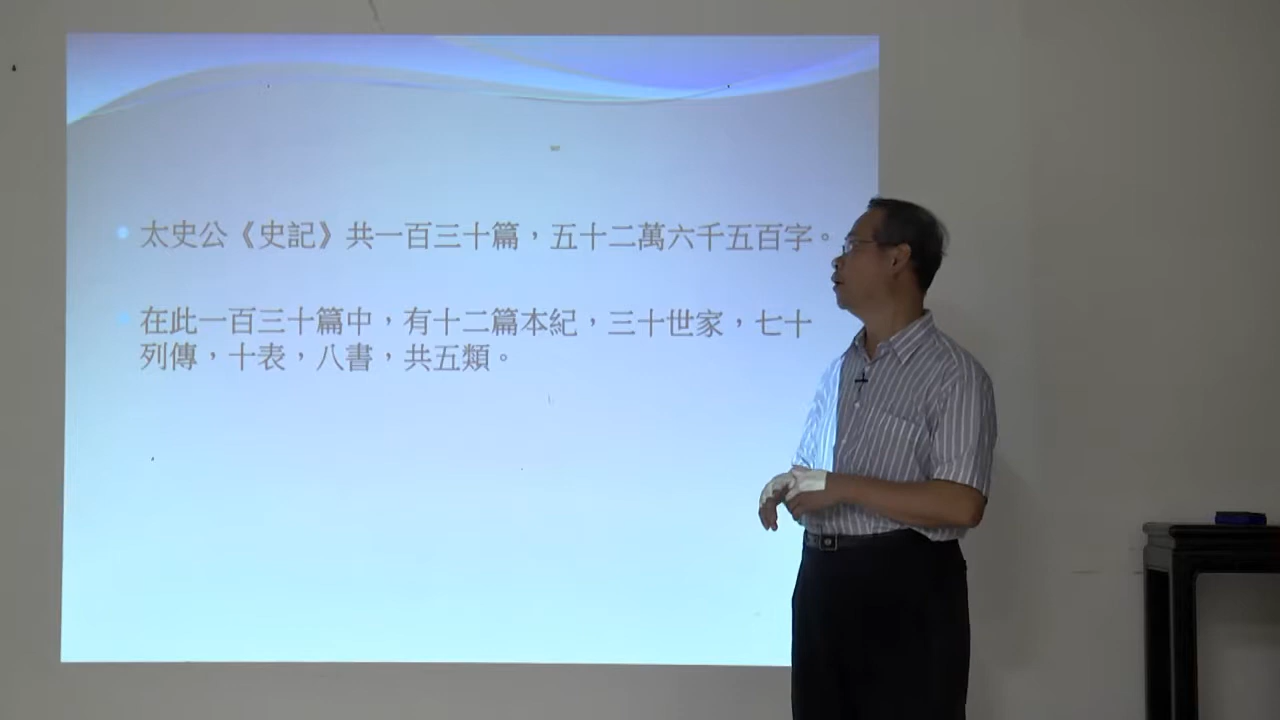 太史公《史記》共一百三十篇，五十二萬六千五百字。
在此一百三十篇中，有十二篇本紀，三十世家，七十
列傳，十表，八書，共五類。